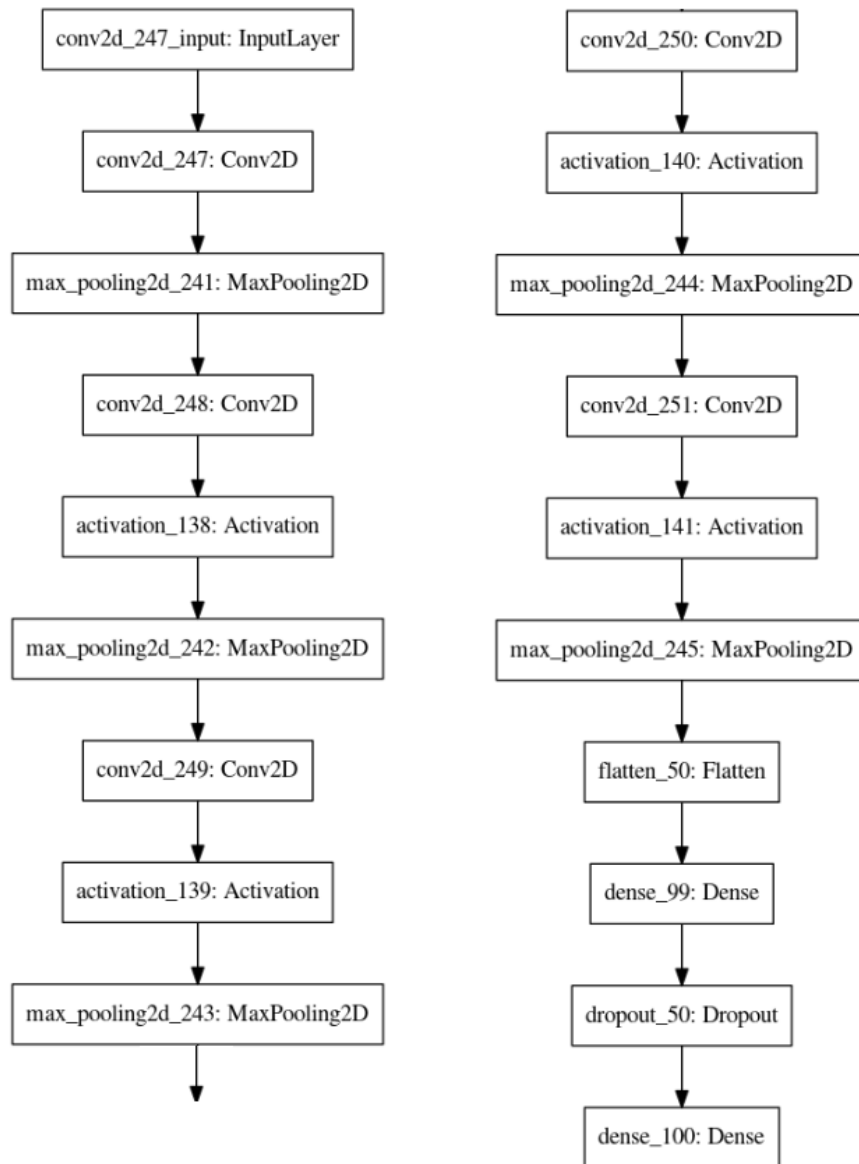 conv2d_247_input: InputLayer
conv2d_247: Conv2D
max_pooling2d_241: MaxPooling2D
conv2d_248: Conv2D
activation_138: Activation
max_pooling2d_242: MaxPooling2D
conv2d_249: Conv2D
activation_139: Activation
max_pooling2d_243: MaxPooling2D
conv2d_250: Conv2D
activation_140: Activation
max_pooling2d_244: MaxPooling2D
conv2d_251: Conv2D
activation_141: Activation
max_pooling2d_245: MaxPooling2D
flatten_50: Flatten
dense_99: Dense
dropout_50: Dropout
dense_100: Dense